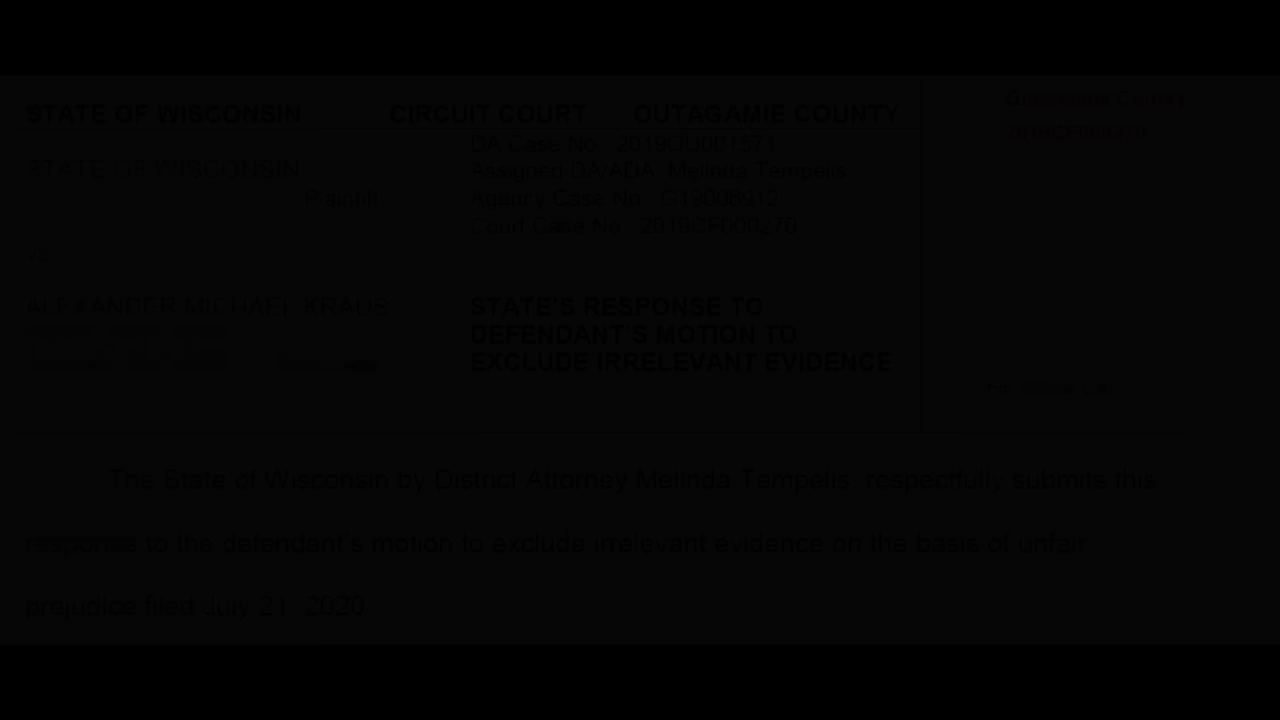 STATE OF WISCONSIN CIRCUIT COURT OUTAGAMIE COUNTY
Outagamie County
DA Case No. 2019OU001571
2019CF000270
STATE OF WISCONSIN
Assigned DA/ADA: Melinda Tempelis
Plaintiff,
Agency Case No.: G19006912
Court Case No.: 2019CF000270
vs.
ALEXANDER MICHAEL KRAUS
STATE'S RESPONSE TO
DEFENDANT'S MOTION TO
EXCLUDE IRRELEVANT EVIDENCE
The State of Wisconsin by District Attorney Melinda Tempelis, respectfully submits this
response to the defendant's motion to exclude irrelevant evidence on the basis of unfair
prejudice filed July 21, 2020.